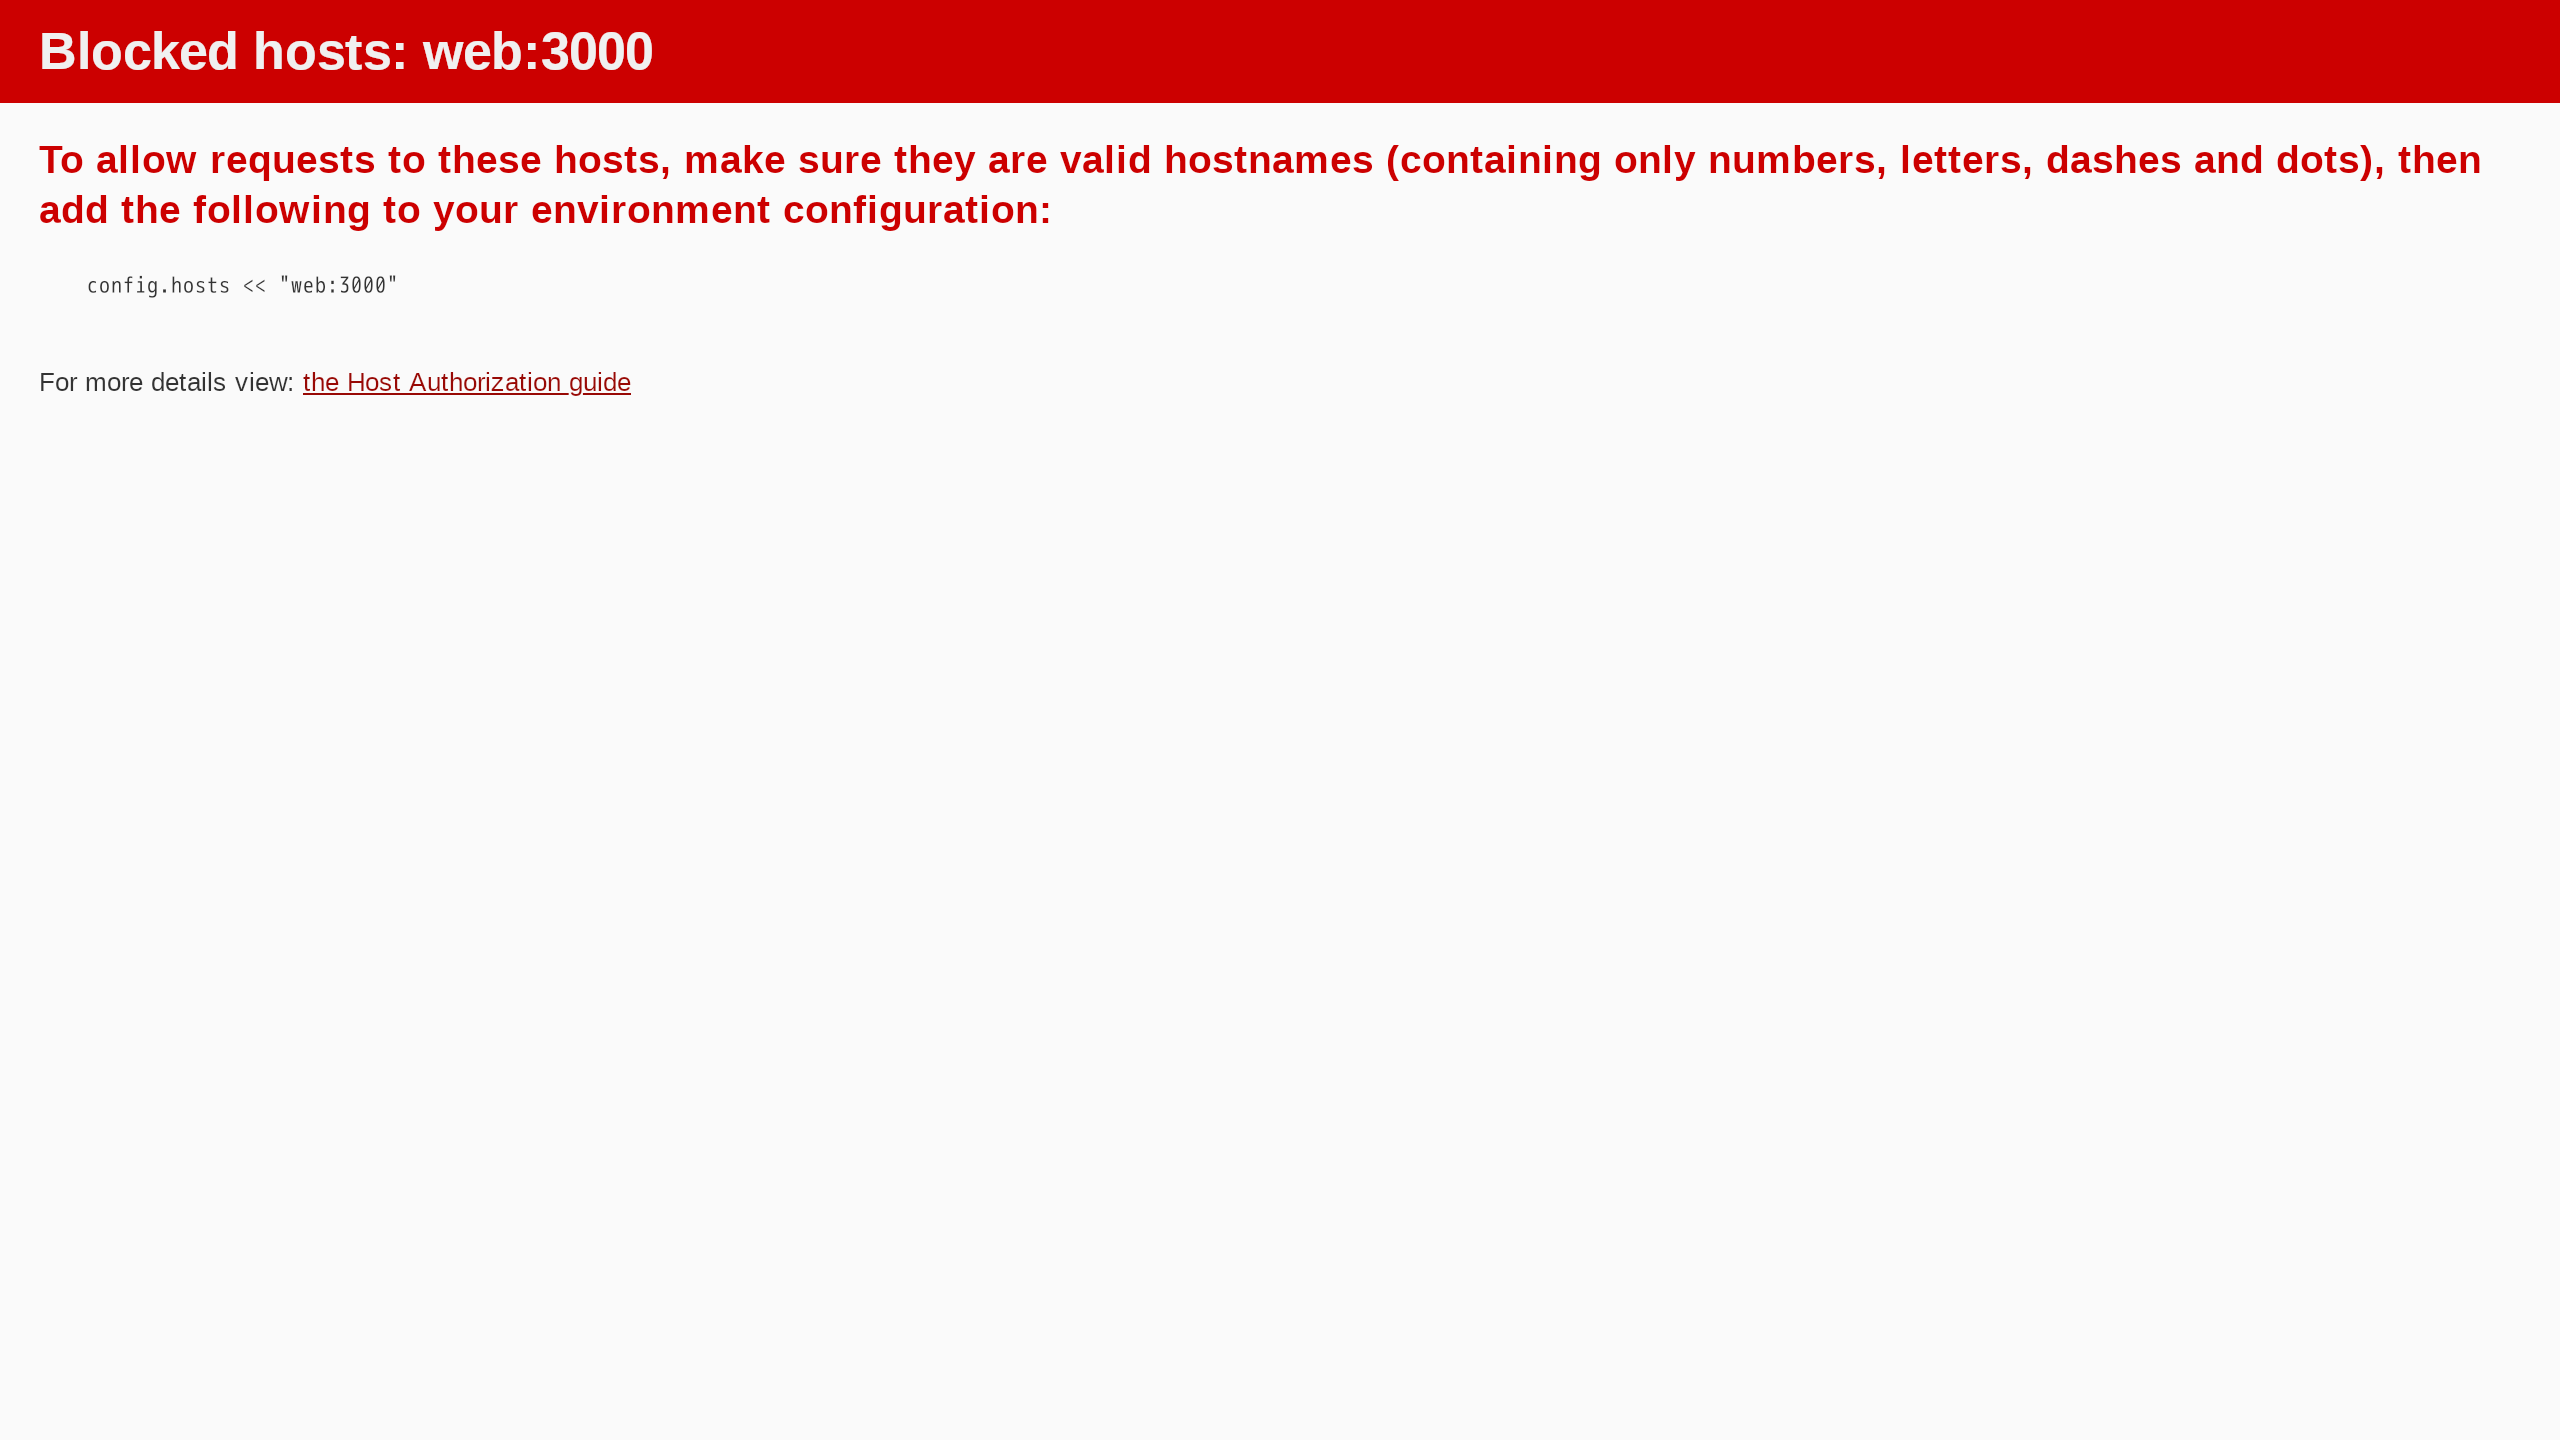 Blocked hosts: web:3000
To allow requests to these hosts, make sure they are valid hostnames (containing only numbers, letters, dashes and dots), then
add the following to your environment configuration:
config.hosts << "web:3000"
For more details view: the Host Authorization guide